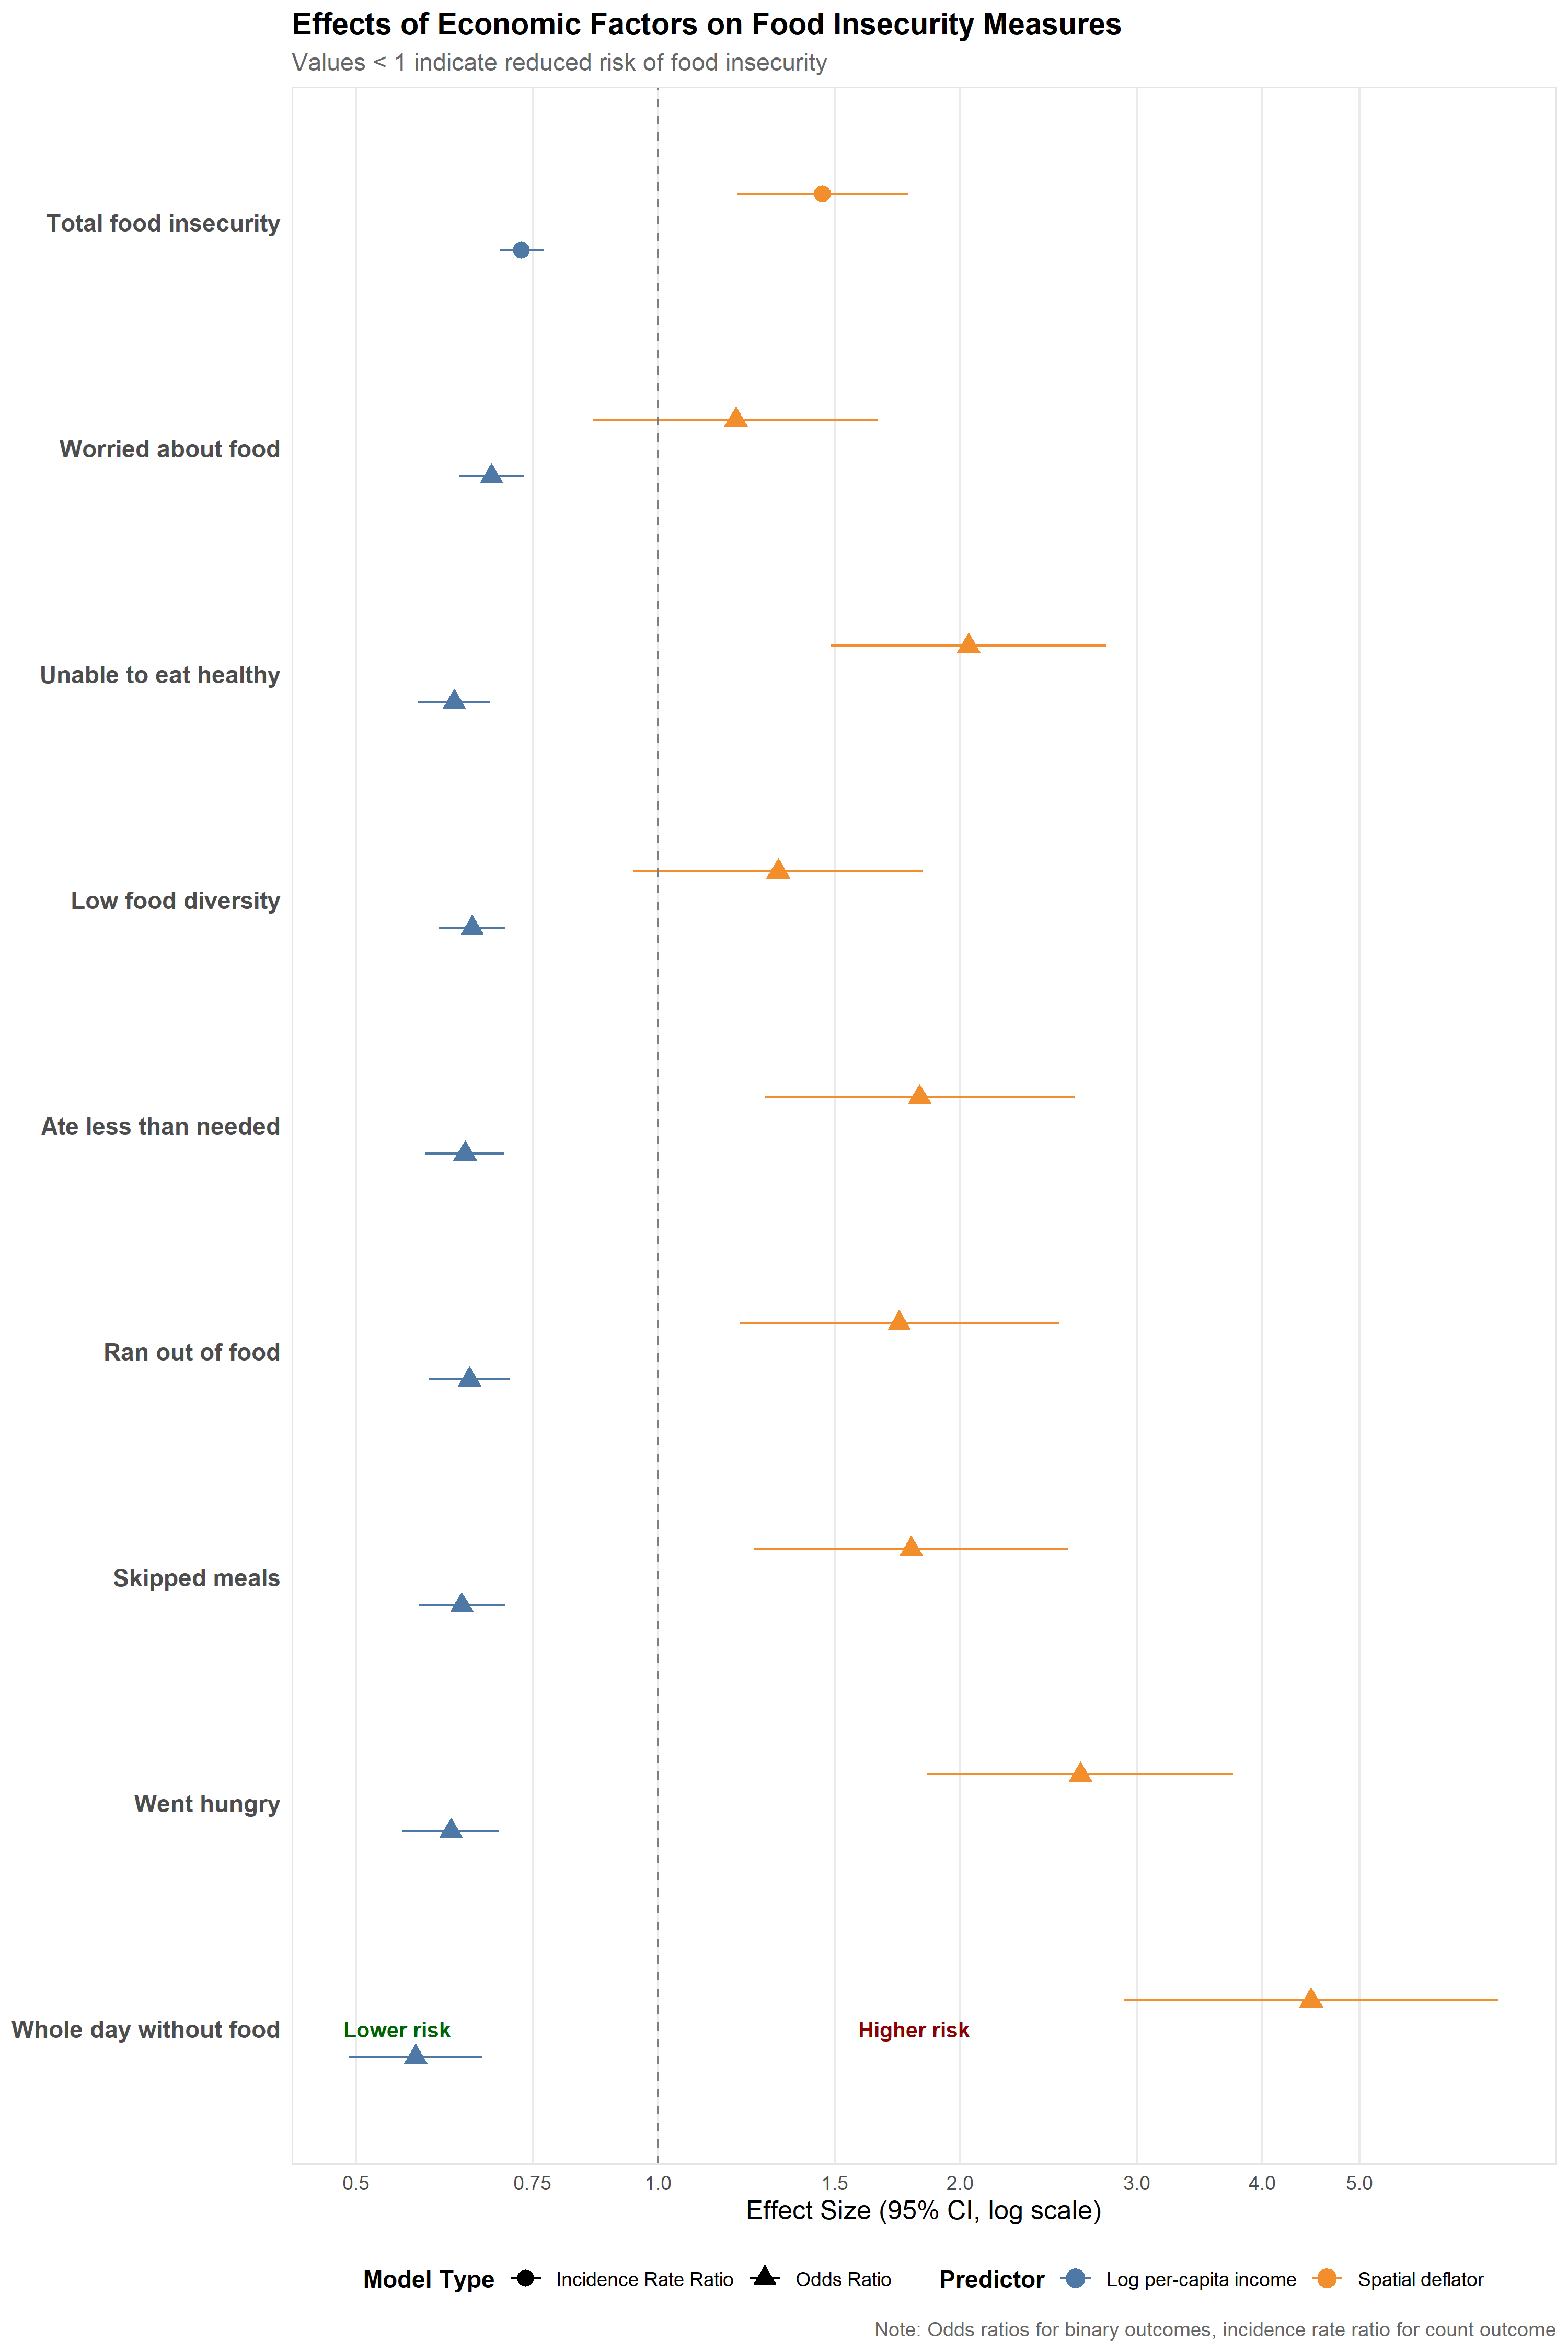 Effects of Economic Factors on Food Insecurity Measures
Values < 1 indicate reduced risk of food insecurity
Total food insecurity
Worried about food
Unable to eat healthy
Low food diversity
Ate less than needed
Ran out of food
Skipped meals
Went hungry
Whole day without food
Lower risk
Higher risk
0.5 0.75 1.0 1.5 2.0 3.0 4.0 5.0
Effect Size (95% CI, log scale)
Model Type Incidence Rate Ratio Odds Ratio Predictor Log per-capita income Spatial deflator
Note: Odds ratios for binary outcomes, incidence rate ratio for count outcome